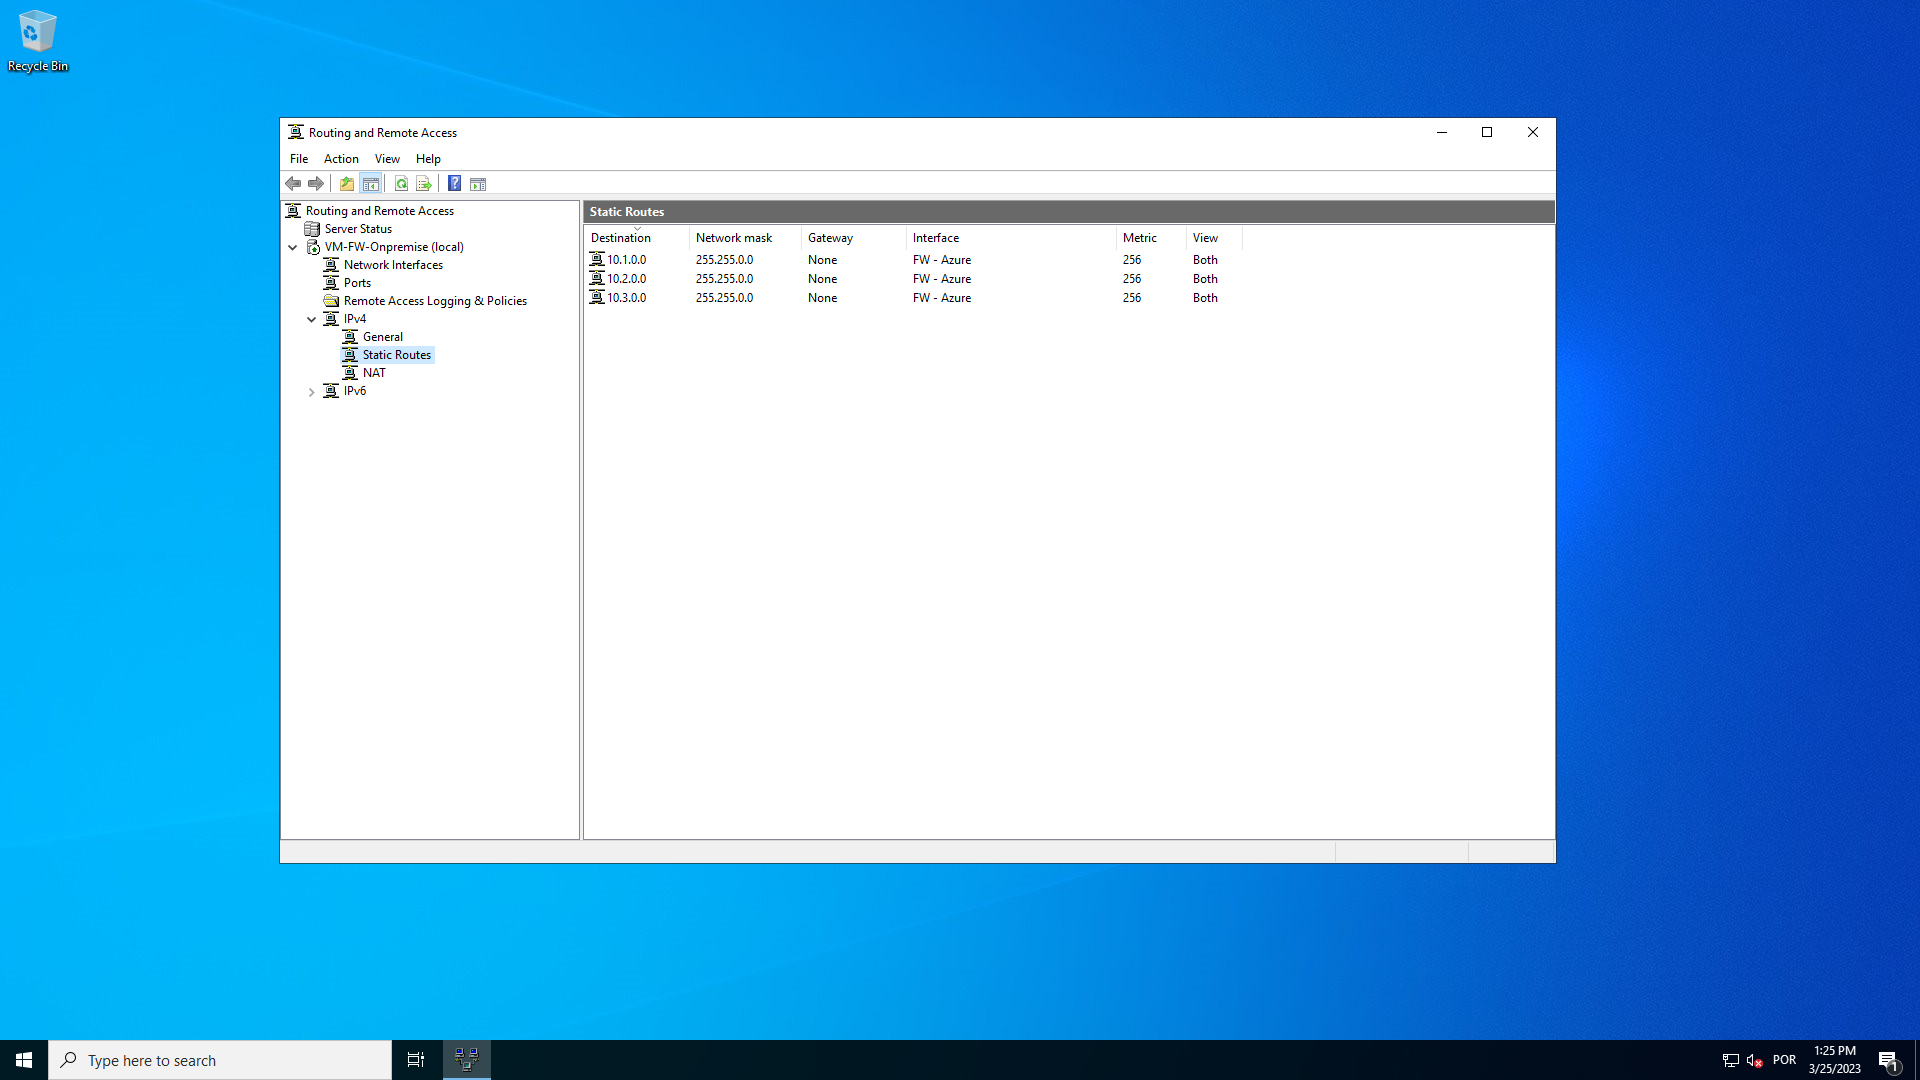 Recycle Bin
Routing and Remote Access
File Action View Help
Routing and Remote Access
Server Status
VM-FW-Onpremise (local)
Network Interfaces
Ports
Remote Access Logging & Policies
IPv4
General
Static Routes
NAT
IPv6
Static Routes
Destination Network mask Gateway Interface Metric View
10.1.0.0 255.255.0.0 None FW - Azure 256 Both
10.2.0.0 255.255.0.0 None FW - Azure 256 Both
10.3.0.0 255.255.0.0 None FW - Azure 256 Both
Type here to search
POR
1:25 PM
3/25/2023
1